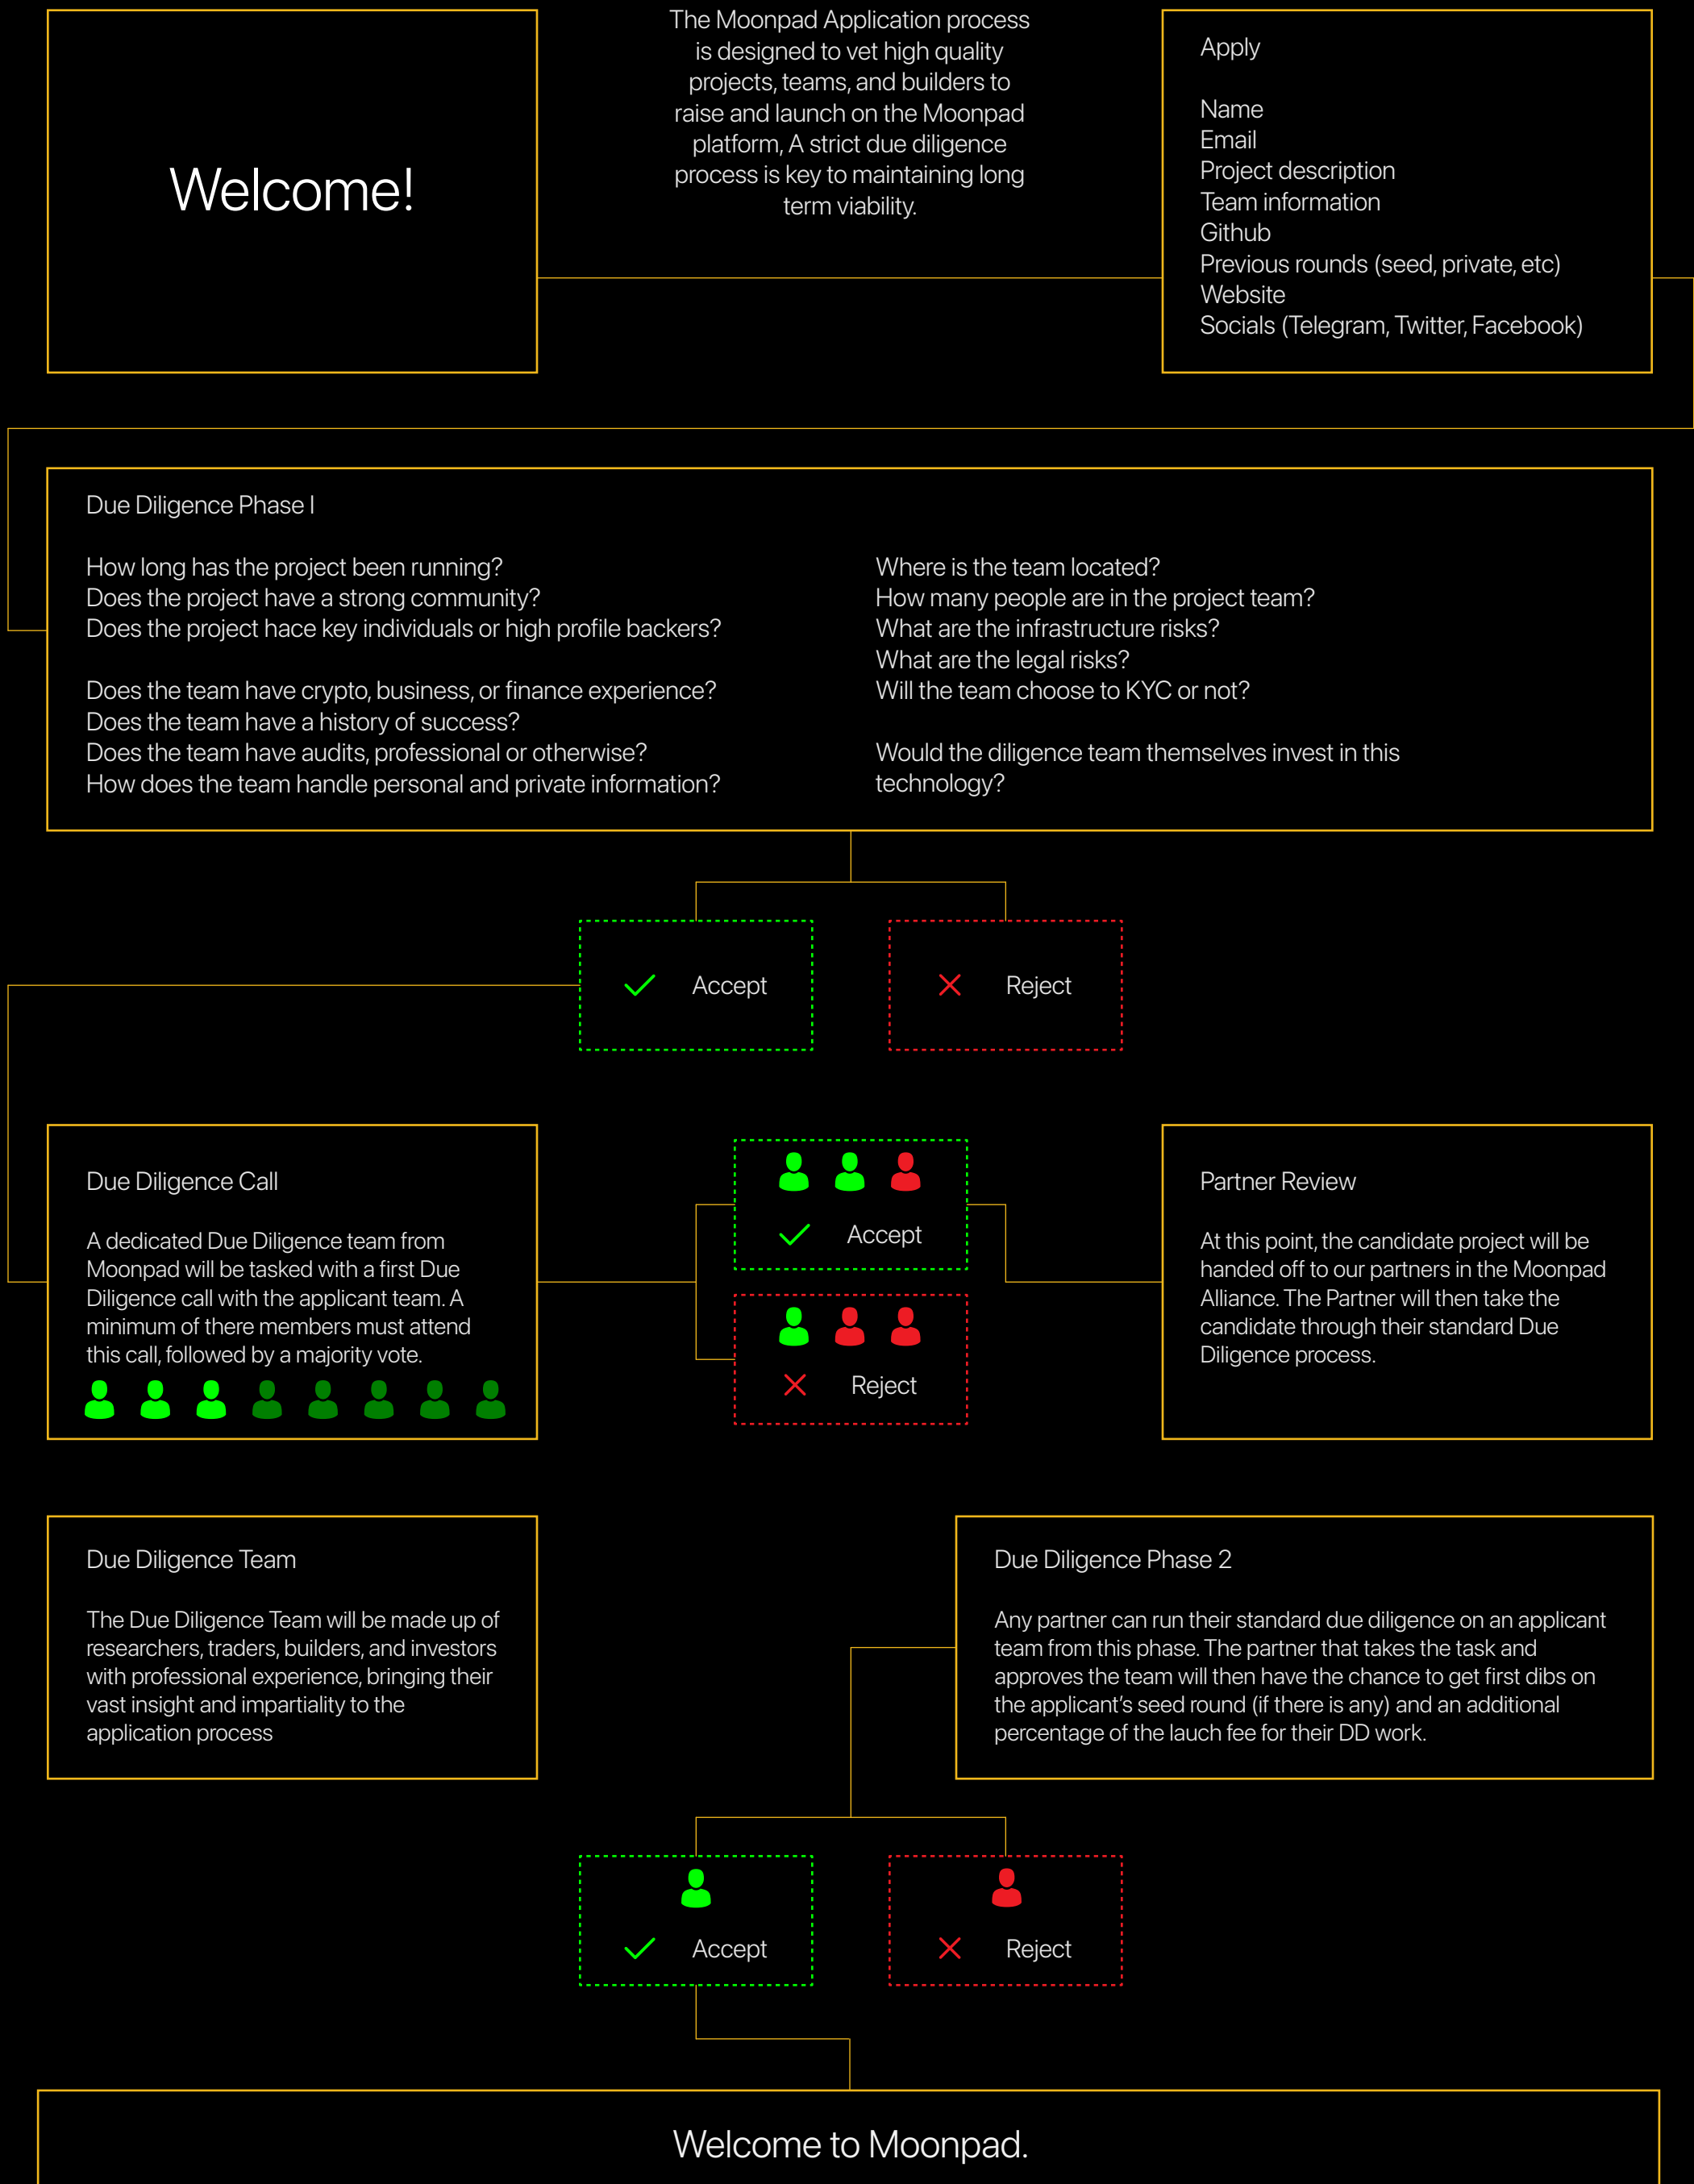 Welcome!
The Moonpad Application process
is designed to vet high quality
projects, teams, and builders to
raise and launch on the Moonpad
platform, A strict due diligence
process is key to maintaining long
term viability.
Apply
Name
Email
Project description
Team information
Github
Previous rounds (seed, private, etc)
Website
Socials (Telegram, Twitter, Facebook)
Due Diligence Phase I
How long has the project been running?
Does the project have a strong community?
Does the project hace key individuals or high profile backers?
Does the team have crypto, business, or finance experience?
Does the team have a history of success?
Does the team have audits, professional or otherwise?
How does the team handle personal and private information?
Where is the team located?
How many people are in the project team?
What are the infrastructure risks?
What are the legal risks?
Will the team choose to KYC or not?
Would the diligence team themselves invest in this
technology?
Accept
Reject
Due Diligence Call
A dedicated Due Diligence team from
Moonpad will be tasked with a first Due
Diligence call with the applicant team. A
minimum of there members must attend
this call, followed by a majority vote.
Accept
Reject
Partner Review
At this point, the candidate project will be
handed off to our partners in the Moonpad
Alliance. The Partner will then take the
candidate through their standard Due
Diligence process.
Due Diligence Team
The Due Diligence Team will be made up of
researchers, traders, builders, and investors
with professional experience, bringing their
vast insight and impartiality to the
application process
Due Diligence Phase 2
Any partner can run their standard due diligence on an applicant
team from this phase. The partner that takes the task and
approves the team will then have the chance to get first dibs on
the applicant's seed round (if there is any) and an additional
percentage of the lauch fee for their DD work.
Accept
Reject
Welcome to Moonpad.